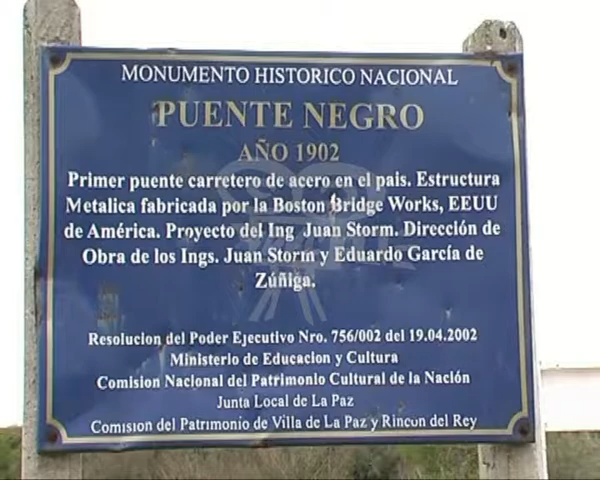 MONUMENTO HISTORICO NACIONAL
PUENTE NEGRO
AÑO 1902
Primer puente carretero de acero en el pais. Estructura
Metalica fabricada por la Boston Bridge Works, EEUU
de América. Proyecto del Ing Juan Storm. Dirección de
Obra de los Ings. Juan Storm y Eduardo García de
Zúñiga.
Resolucion del Poder Ejecutivo Nro. 756/002 del 19.04.2002
Ministerio de Educacion y Cultura
Comision Nacional del Patrimonio Cultural de la Nación
Junta Local de La Paz
Comision del Patrimonio de Villa de La Paz y Rincon del Rey